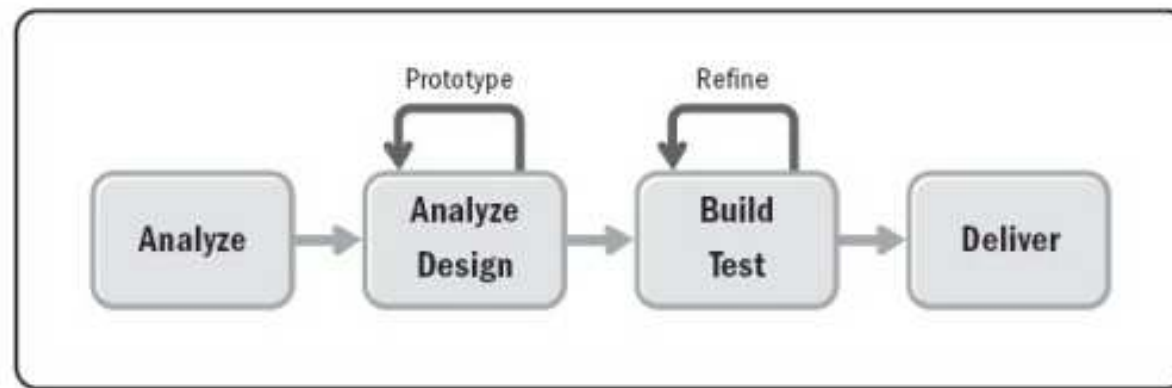 Prototype
Refine
Analyze
Analyze
Design
Build
Test
Deliver